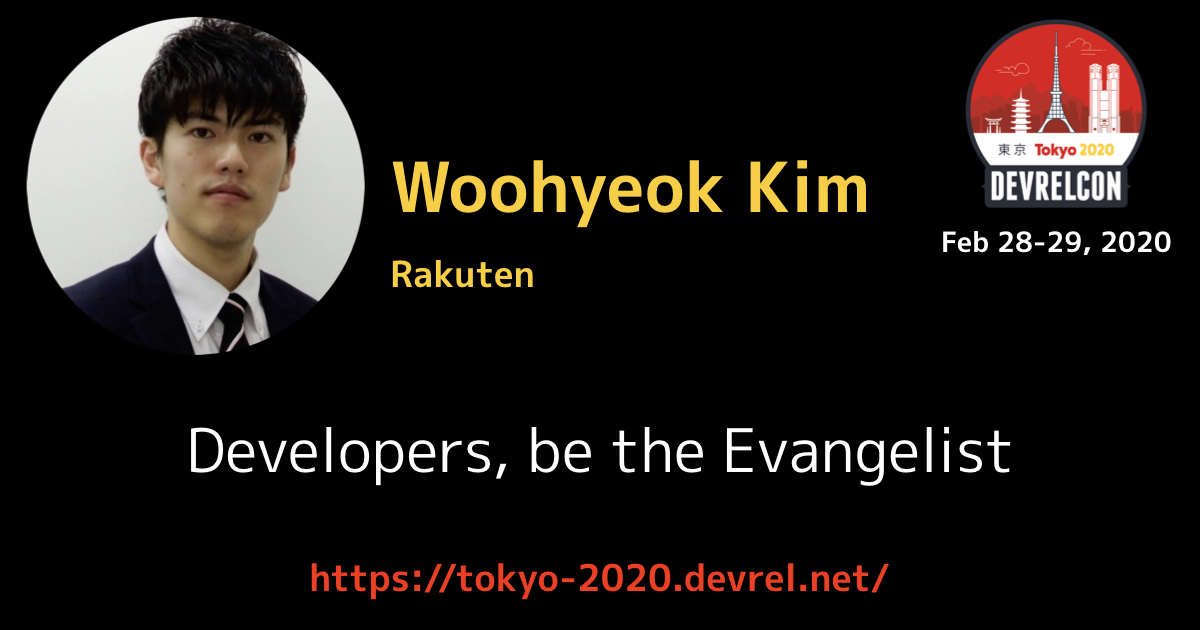 Woohyeok Kim
Rakuten
東京 Tokyo 2020
DEVRELCON
Feb 28-29, 2020
Developers, be the Evangelist
https://tokyo-2020.devrel.net/